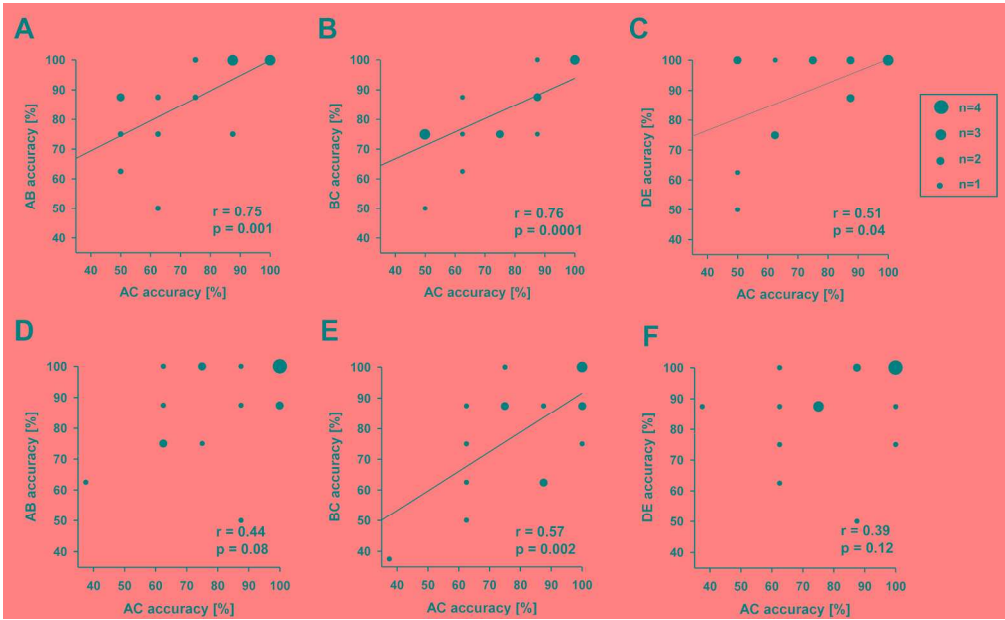 A
AB accuracy [%]
100
90
80
70
60
50
40
r = 0.75
p = 0.001
40 50 60 70 80 90 100
AC accuracy [%]
B
BC accuracy [%]
100
90
80
70
60
50
40
r = 0.76
p = 0.0001
40 50 60 70 80 90 100
AC accuracy [%]
C
DE acuracy [%]
100
90
80
70
60
50
40
r = 0.51
p = 0.04
40 50 60 70 80 90 100
AC accuracy [%]
n=4
n=3
n=2
n=1
D
AB accuracy [%]
100
90
80
70
60
50
40
r = 0.44
p = 0.08
40 50 60 70 80 90 100
AC accuracy [%]
E
BC accuracy [%]
100
90
80
70
60
50
40
r = 0.57
p = 0.002
40 50 60 70 80 90 100
AC accuracy [%]
F
DE accuracy [%]
100
90
80
70
60
50
40
r = 0.39
p = 0.12
40 50 60 70 80 90 100
AC accuracy [%]